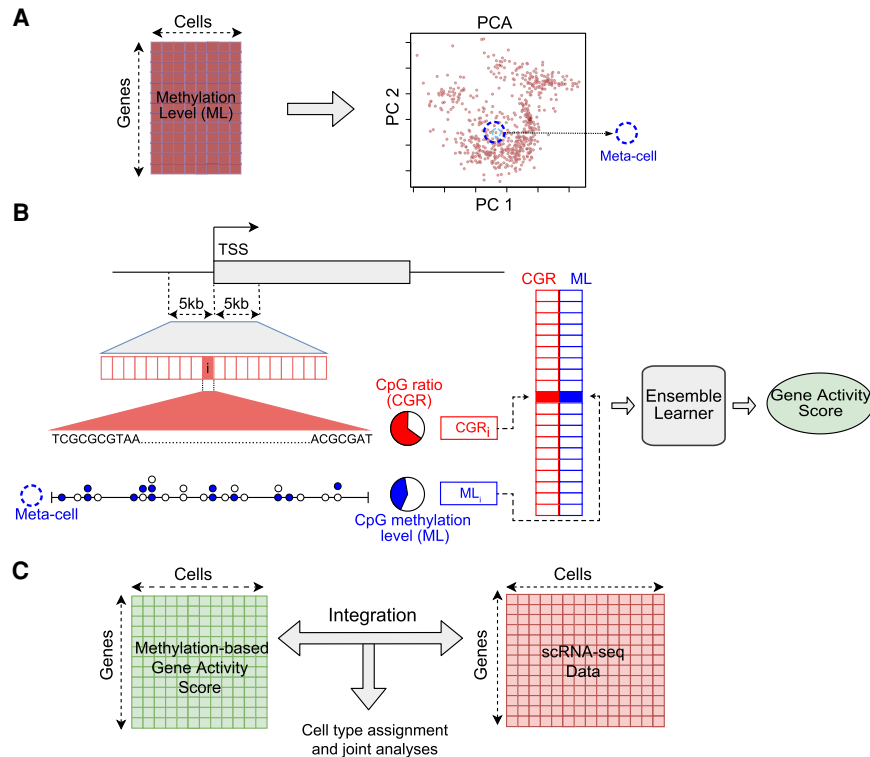 A
Cells
Genes
Methylation
Level (ML)
PCA
PC 2
PC 1
Meta-cell
B
TSS
5kb
5kb
i
TCGCGCGTAA.......................................ACGCGAT
Meta-cell
CpG ratio
(CGR)
CGRi
MLi
CpG methylation
level (ML)
CGR
ML
Ensemble
Learner
Gene Activity
Score
C
Cells
Genes
Methylation-based
Gene Activity
Score
Integration
Cell type assignment
and joint analyses
Cells
Genes
scRNA-seq
Data